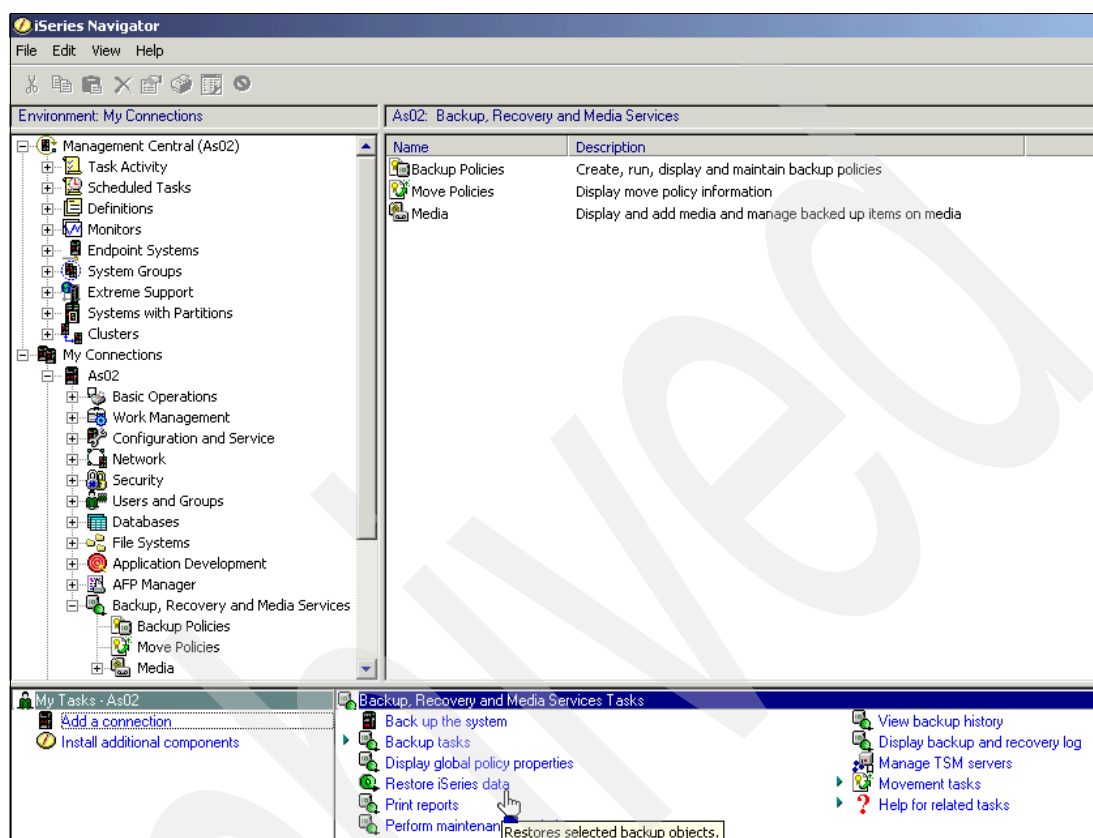 iSeries Navigator
File Edit View Help
Environment: My Connections
As02: Backup, Recovery and Media Services
Management Central (As02)
Task Activity
Scheduled Tasks
Definitions
Monitors
Endpoint Systems
System Groups
Extreme Support
Systems with Partitions
Clusters
My Connections
As02
Basic Operations
Work Management
Configuration and Service
Network
Security
Users and Groups
Databases
File Systems
Application Development
AFP Manager
Backup, Recovery and Media Services
Backup Policies
Move Policies
Media
Name Description
Backup Policies Create, run, display and maintain backup policies
Move Policies Display move policy information
Media Display and add media and manage backed up items on media
My Tasks - As02
Add a connection
Install additional components
Backup, Recovery and Media Services Tasks
Back up the system
Backup tasks
Display global policy properties
Restore iSeries data
Print reports
Perform
Restores selected backup objects.
View backup history
Display backup and recovery log
Manage TSM servers
Movement tasks
Help for related tasks